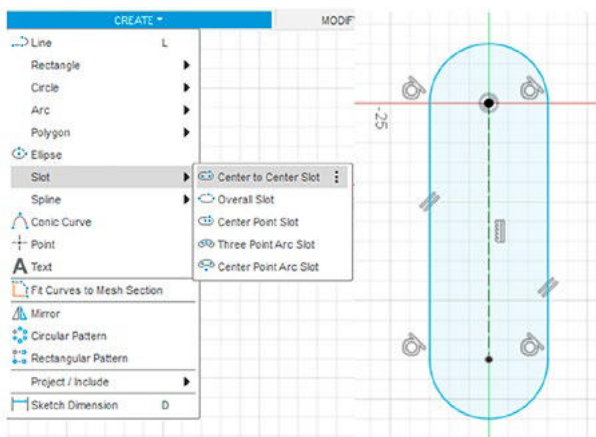 CREATE
MODIF
Line L
Rectangle
Circle
Arc
Polygon
Ellipse
Slot
Spline
Conic Curve
Point
Text
Fit Curves to Mesh Section
Mirror
Circular Pattern
Rectangular Pattern
Project / Include
Sketch Dimension D
Center to Center Slot
Overall Slot
Center Point Slot
Three Point Arc Slot
Center Point Arc Slot
-25